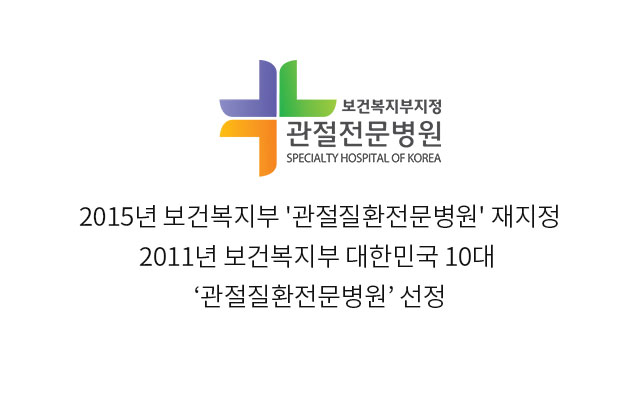 보건복지부지정
관절전문병원
SPECIALTY HOSPITAL OF KOREA
2015년 보건복지부 '관절질환전문병원' 재지정
2011년 보건복지부 대한민국 10대
‘관절질환전문병원’ 선정